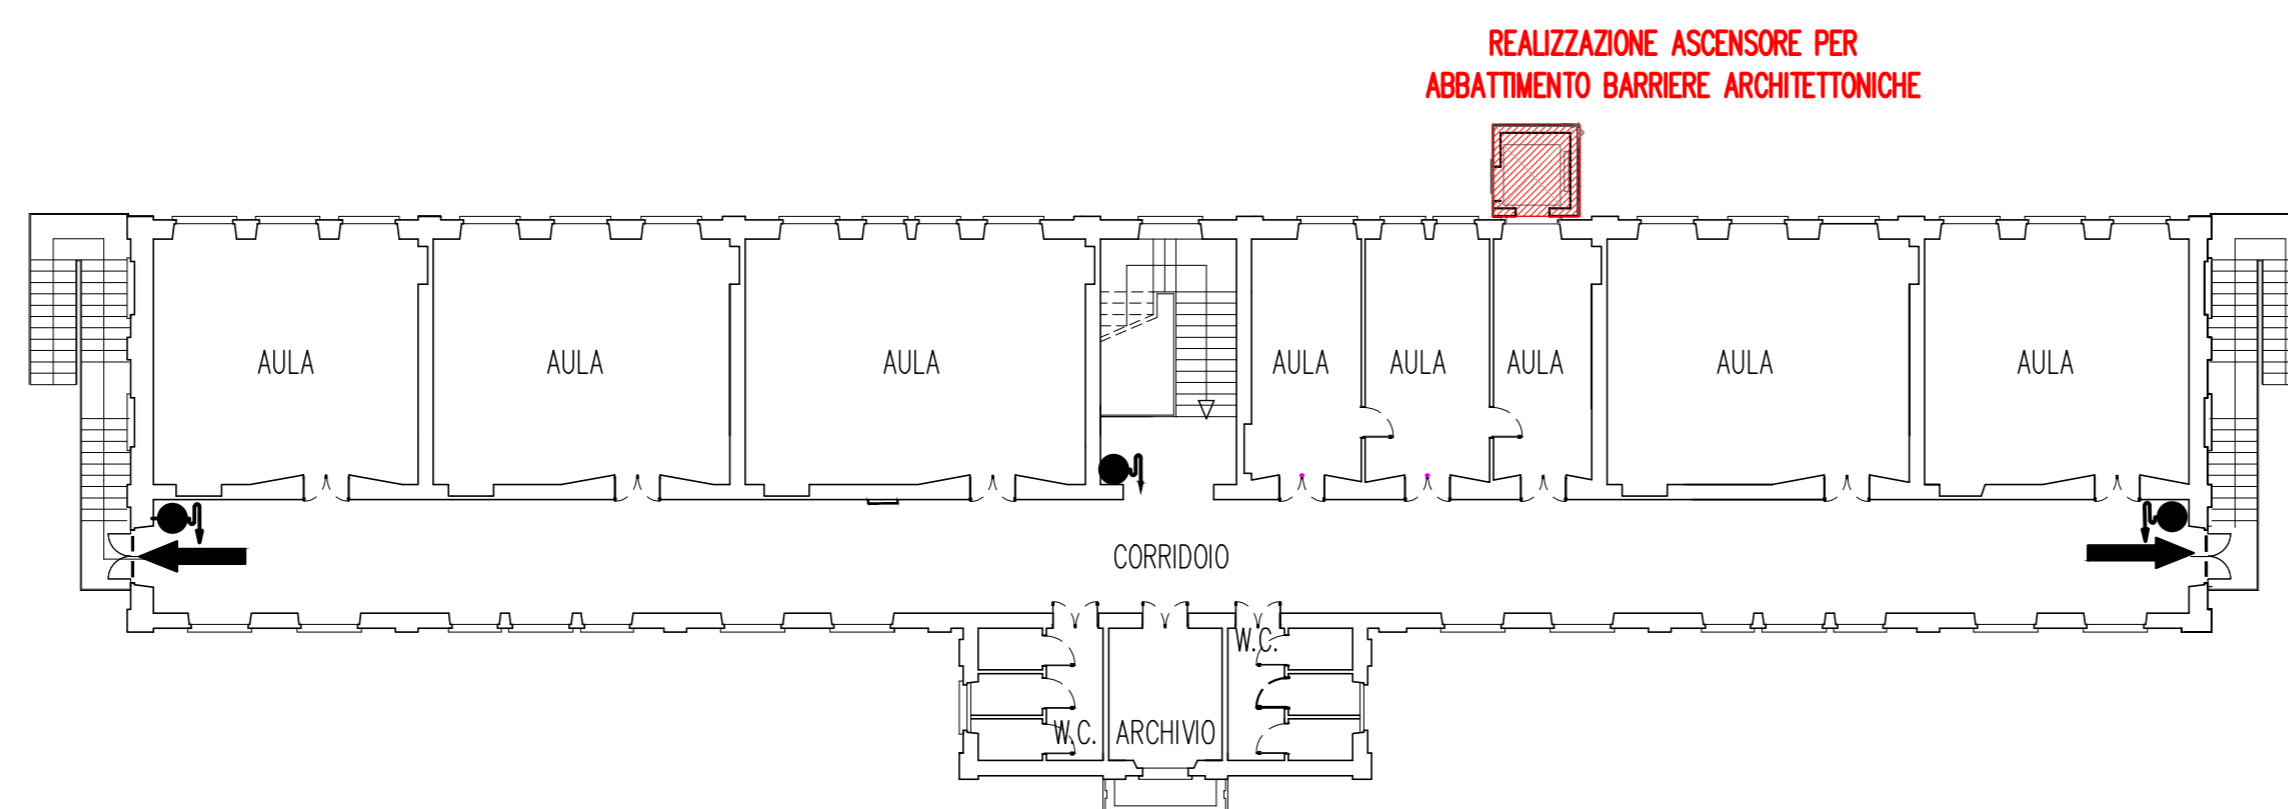 REALIZZAZIONE ASCENSORE PER
ABBATTIMENTO BARRIERE ARCHITETTONICHE
AULA
AULA
AULA
AULA
AULA
AULA
AULA
AULA
CORRIDOIO
W.C.
W.C.
ARCHIVIO